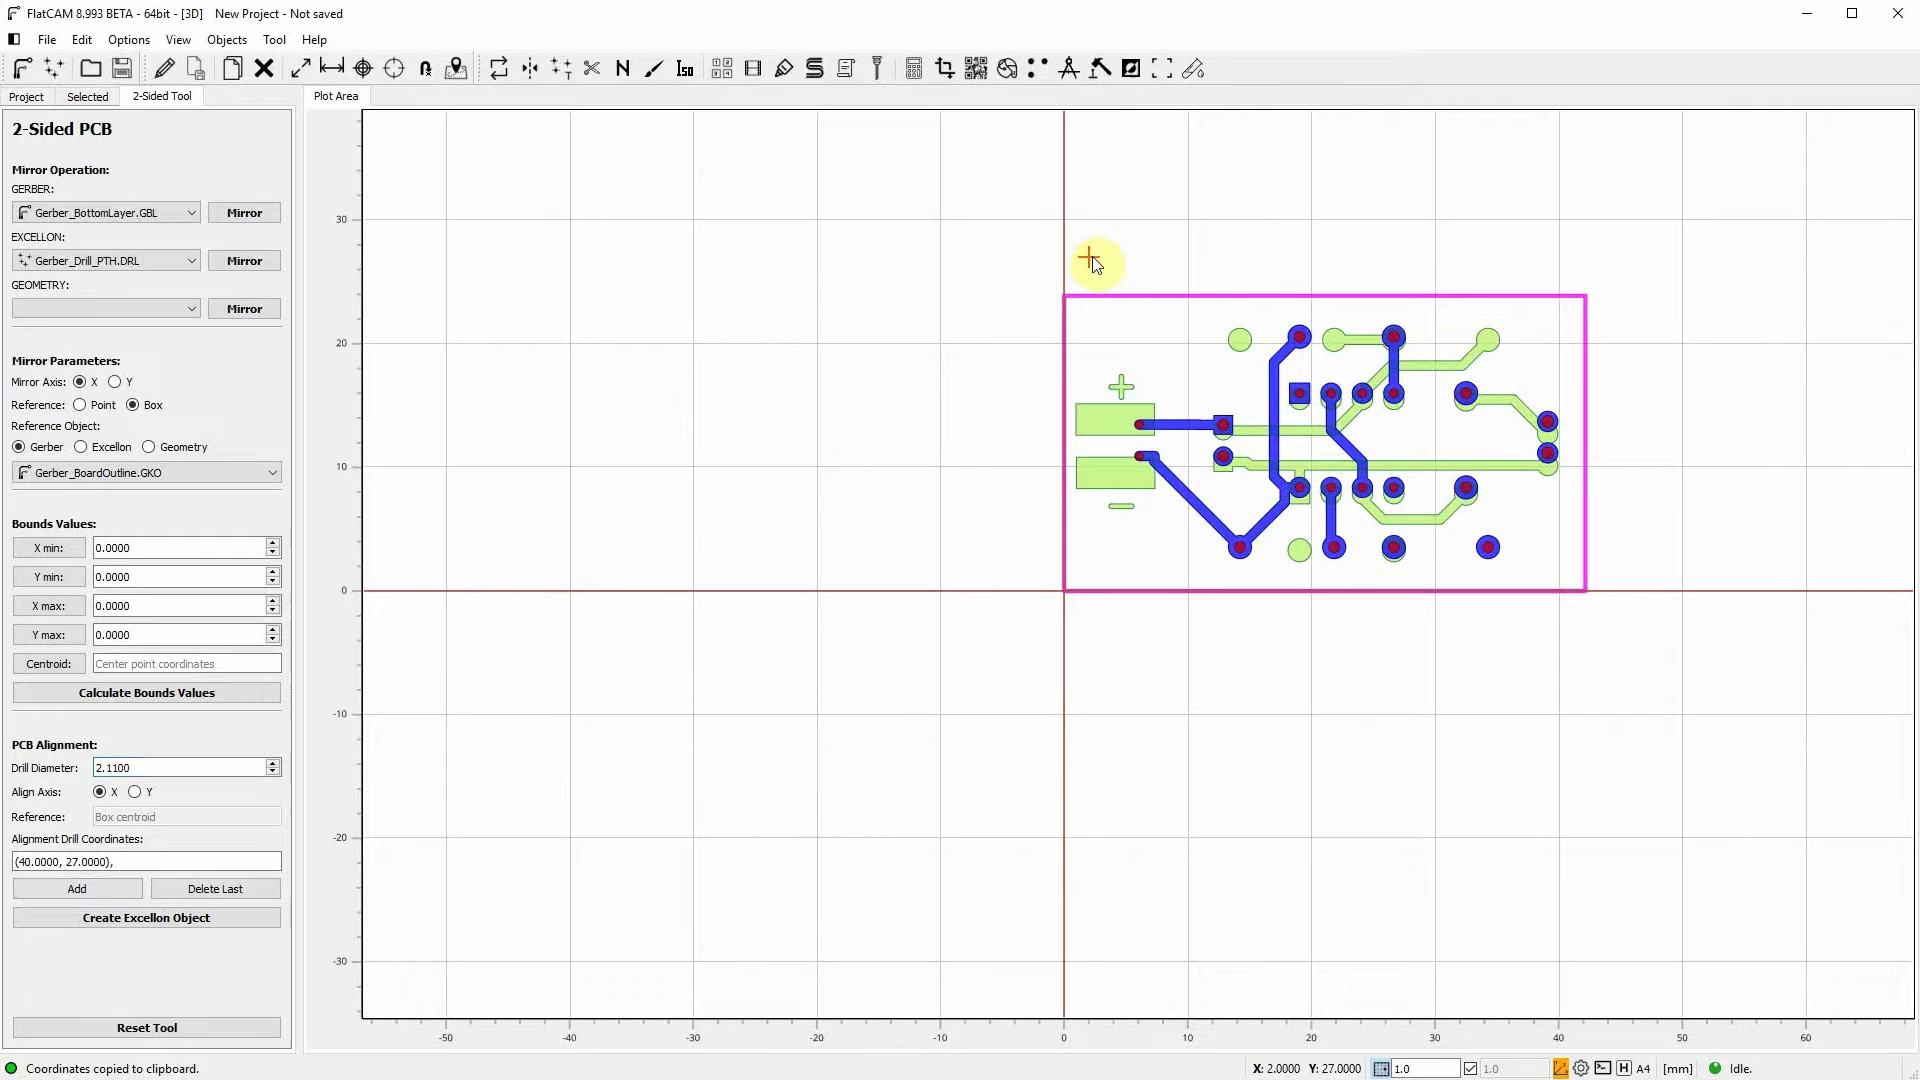 FlatCAM 8.993 BETA - 64bit - [3D]    New Project - Not saved
File Edit Options View Objects Tool Help
N Iso
Project Selected 2-Sided Tool Plot Area
2-Sided PCB
Mirror Operation:
GERBER:
Gerber_BottomLayer.GBL Mirror
EXCELLON:
Gerber_Drill_PTH.DRL Mirror
GEOMETRY:
Mirror
Mirror Parameters:
Mirror Axis: X Y
Reference: Point Box
Reference Object:
Gerber Excellon Geometry
Gerber_BoardOutline.GKO
Bounds Values:
X min: 0.0000
Y min: 0.0000
X max: 0.0000
Y max: 0.0000
Centroid: Center point coordinates
Calculate Bounds Values
PCB Alignment:
Drill Diameter: 2.1100
Align Axis: X Y
Reference: Box centroid
Alignment Drill Coordinates:
(40.0000, 27.0000),
Add Delete Last
Create Excellon Object
Reset Tool
30
20
10
0
-10
-20
-30
-50 -40 -30 -20 -10 0 10 20 30 40 50 60
Coordinates copied to clipboard.
X: 2.0000 Y: 27.0000 1.0 1.0 H A4 [mm] Idle.